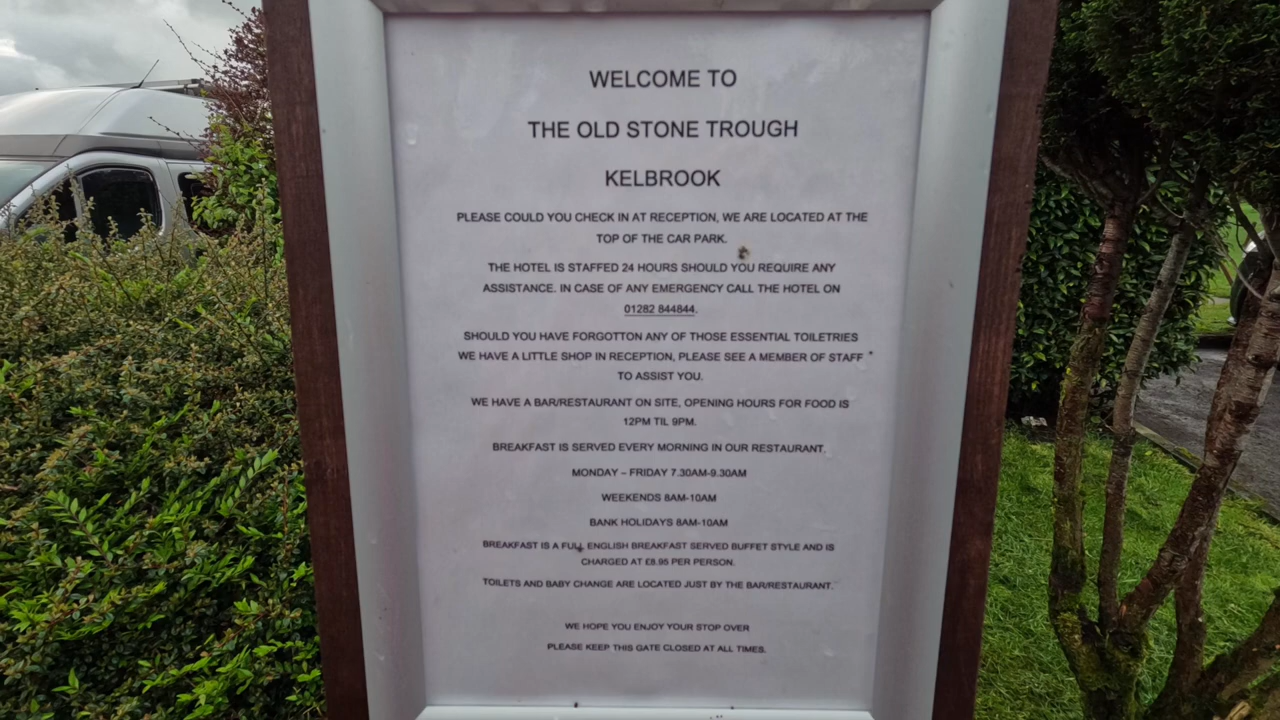 WELCOME TO
THE OLD STONE TROUGH
KELBROOK
PLEASE COULD YOU CHECK IN AT RECEPTION, WE ARE LOCATED AT THE
TOP OF THE CAR PARK.
THE HOTEL IS STAFFED 24 HOURS SHOULD YOU REQUIRE ANY
ASSISTANCE. IN CASE OF ANY EMERGENCY CALL THE HOTEL ON
01282 844844.
SHOULD YOU HAVE FORGOTTON ANY OF THOSE ESSENTIAL TOILETRIES
WE HAVE A LITTLE SHOP IN RECEPTION, PLEASE SEE A MEMBER OF STAFF
TO ASSIST YOU.
WE HAVE A BAR/RESTAURANT ON SITE, OPENING HOURS FOR FOOD IS
12PM TIL 9PM.
BREAKFAST IS SERVED EVERY MORNING IN OUR RESTAURANT.
MONDAY – FRIDAY 7.30AM-9.30AM
WEEKENDS 8AM-10AM
BANK HOLIDAYS 8AM-10AM
BREAKFAST IS A FULL ENGLISH BREAKFAST SERVED BUFFET STYLE AND IS
CHARGED AT £8.95 PER PERSON.
TOILETS AND BABY CHANGE ARE LOCATED JUST BY THE BAR/RESTAURANT.
WE HOPE YOU ENJOY YOUR STOP OVER
PLEASE KEEP THIS GATE CLOSED AT ALL TIMES.